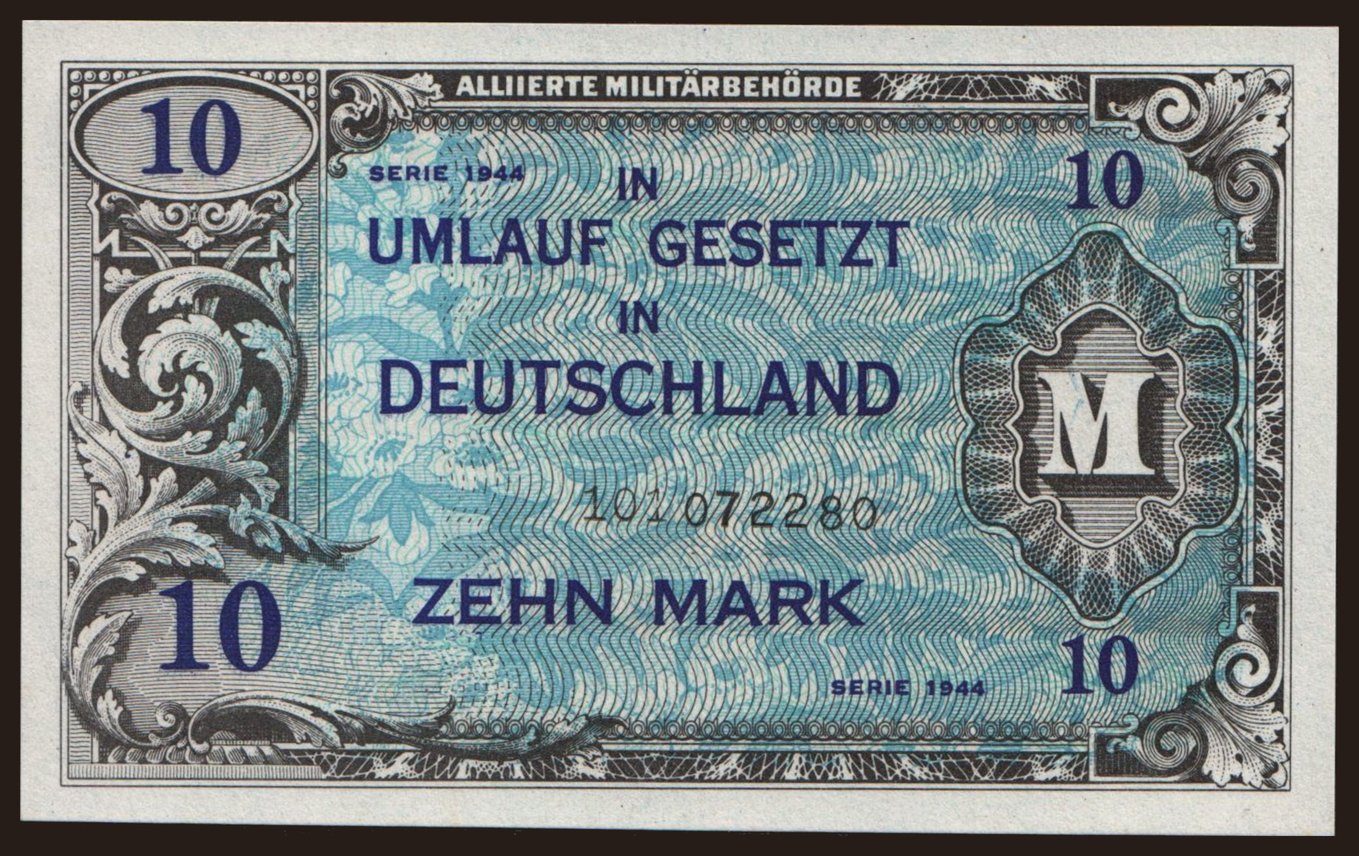 ALLIIERTE MILITÄRBEHÖRDE
10
10
SERIE 1944
IN
UMLAUF GESETZT
IN
DEUTSCHLAND
M
101072280
10
ZEHN MARK
SERIE 1944
10